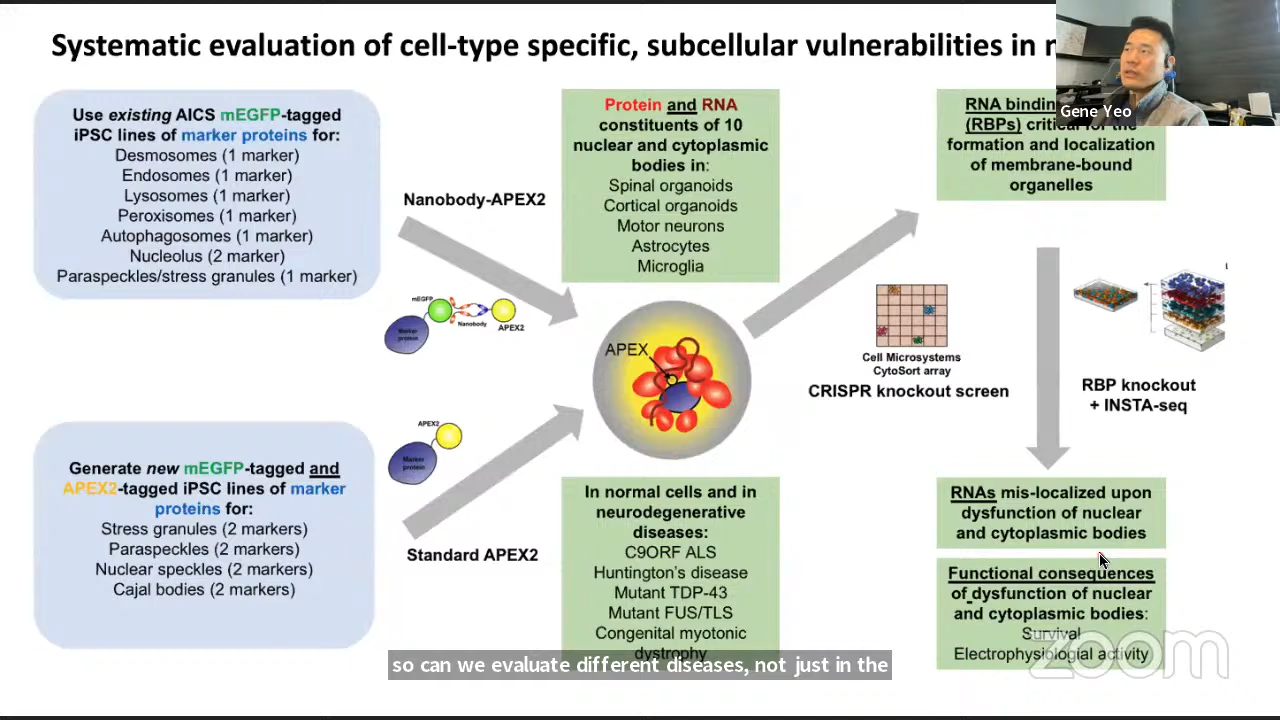 Systematic evaluation of cell-type specific, subcellular vulnerabilities in
Gene Yeo
Use existing AICS mEGFP-tagged
iPSC lines of marker proteins for:
Desmosomes (1 marker)
Endosomes (1 marker)
Lysosomes (1 marker)
Peroxisomes (1 marker)
Autophagosomes (1 marker)
Nucleolus (2 marker)
Paraspeckles/stress granules (1 marker)
Nanobody-APEX2
mEGFP
Nanobody
APEX2
Marker
protein
Protein and RNA
constituents of 10
nuclear and cytoplasmic
bodies in:
Spinal organoids
Cortical organoids
Motor neurons
Astrocytes
Microglia
APEX
RNA
(RBPs)
formation and localization
of membrane-bound
organelles
Cell Microsystems
CytoSort array
CRISPR knockout screen
RBP knockout
+ INSTA-seq
Generate new mEGFP-tagged and
APEX2-tagged iPSC lines of marker
proteins for:
Stress granules (2 markers)
Paraspeckles (2 markers)
Nuclear speckles (2 markers)
Cajal bodies (2 markers)
APEX2
Marker
protein
Standard APEX2
In normal cells and in
neurodegenerative
diseases:
C9ORF ALS
Huntington's disease
Mutant TDP-43
Mutant FUS/TLS
Congenital myotonic
dystrophy
RNAs mis-localized upon
dysfunction of nuclear
and cytoplasmic bodies
Functional consequences
of dysfunction of nuclear
and cytoplasmic bodies:
Survival
Electrophysiologial activity
so can we evaluate different diseases, not just in the
zoom